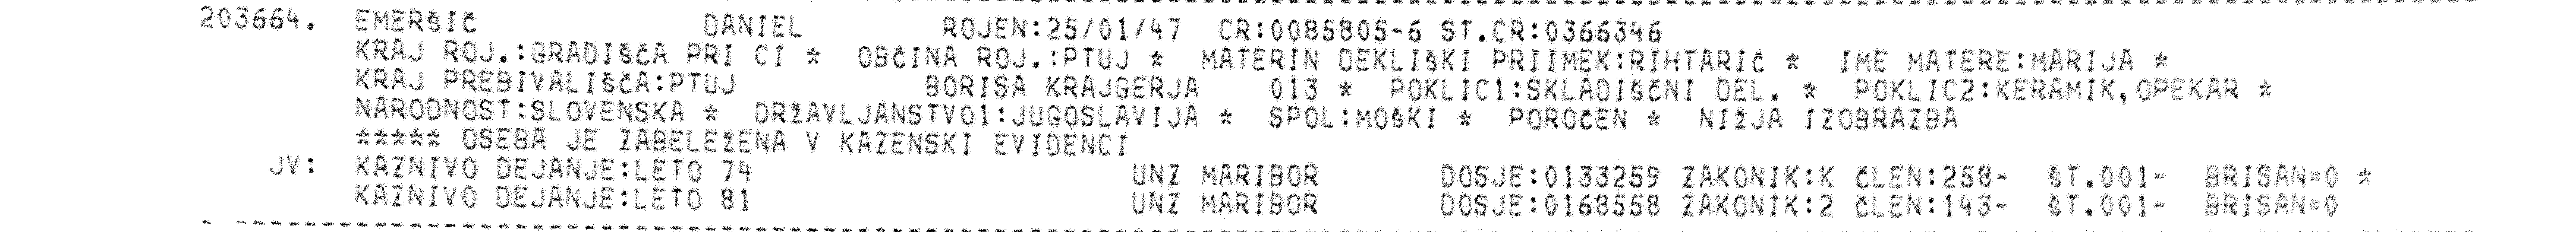 203664. EMERŠIČ DANIEL ROJEN:25/01/47 CR:0085805-6 ST.CR:0366346
KRAJ ROJ.:GRADIŠČA PRI CI * OBČINA ROJ.:PTUJ * MATERIN DEKLIŠKI PRIIMEK:RIHTARIČ * IME MATERE:MARIJA *
KRAJ PREBIVALIŠČA:PTUJ BORISA KRAJGERJA 013 * POKLIC1:SKLADIŠČNI DEL. * POKLIC2:KERAMIK,OPEKAR *
NARODNOST:SLOVENSKA * DRŽAVLJANSTVO1:JUGOSLAVIJA * SPOL:MOŠKI * POROČEN * NIŽJA IZOBRAZBA
***** OSEBA JE ZABELEŽENA V KAZENSKI EVIDENCI
JV: KAZNIVO DEJANJE:LETO 74 UNZ MARIBOR DOSJE:0133259 ZAKONIK:K ČLEN:258- ŠT.001- BRISAN=0 *
KAZNIVO DEJANJE:LETO 81 UNZ MARIBOR DOSJE:0168558 ZAKONIK:2 ČLEN:143- ŠT.001- BRISAN=0